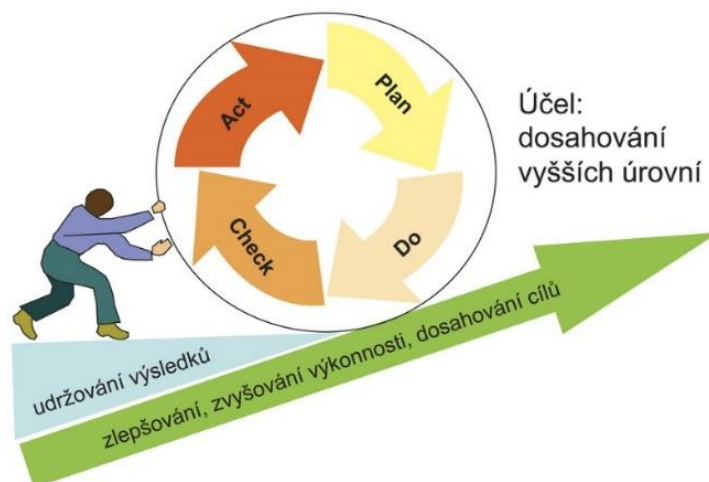 Act
Plan
Check
Do
Účel:
dosahování
vyšších úrovní
udržování výsledků
zlepšování, zvyšování výkonnosti, dosahování cílů